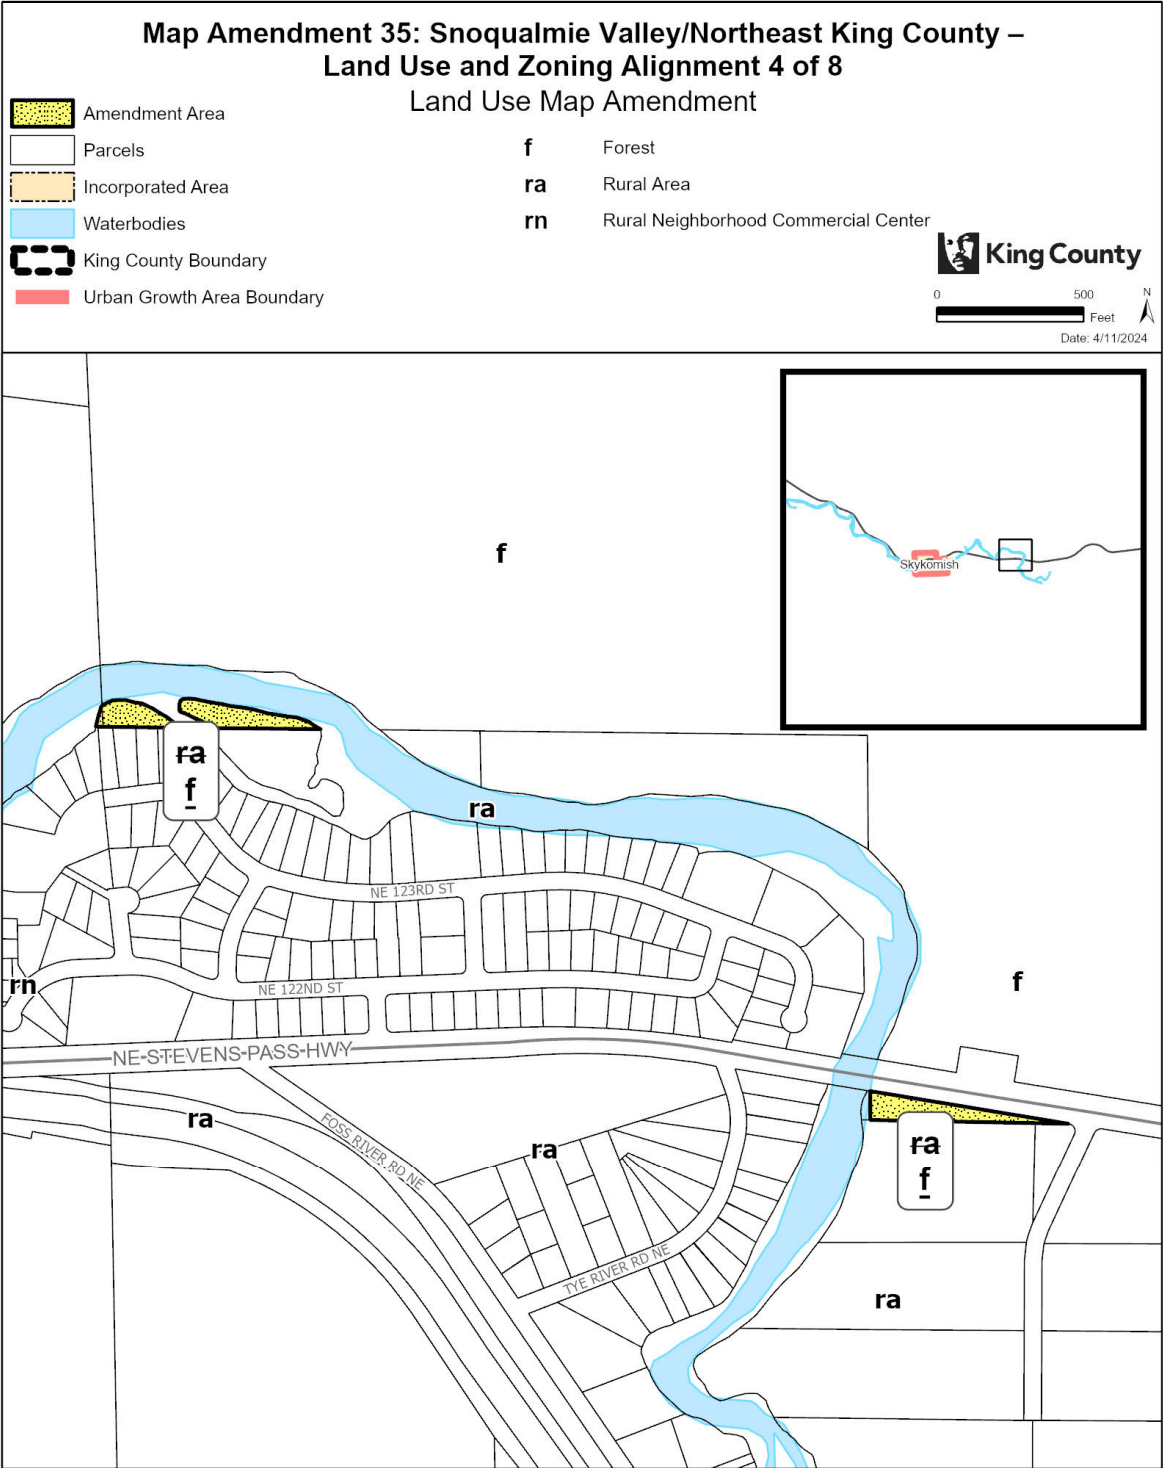 Map Amendment 35: Snoqualmie Valley/Northeast King County –
Land Use and Zoning Alignment 4 of 8
Land Use Map Amendment
Amendment Area
Parcels
Incorporated Area
Waterbodies
King County Boundary
Urban Growth Area Boundary
f Forest
ra Rural Area
rn Rural Neighborhood Commercial Center
King County
0 500
Feet
N
Date: 4/11/2024
Skykomish
f
ra
f
ra
NE 123RD ST
rn
NE 122ND ST
f
NE STEVENS PASS HWY
ra
FOSS RIVER RD NE
ra
ra
f
TYE RIVER RD NE
ra